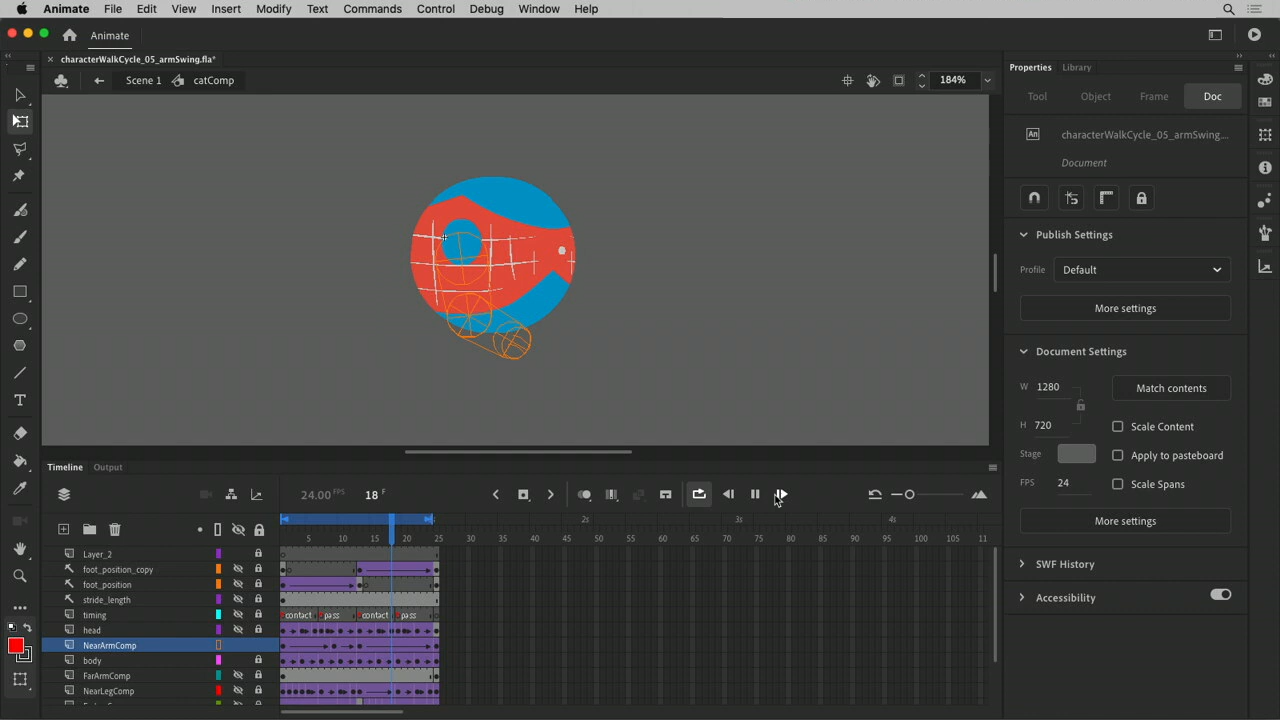 Animate File Edit View Insert Modify Text Commands Control Debug Window Help
Animate
characterWalkCycle_05_armSwing.fla*
Scene 1 catComp 184%
Properties Library
Tool Object Frame Doc
An characterWalkCycle_05_armSwing....
Document
Publish Settings
Profile Default
More settings
Document Settings
W 1280 Match contents
H 720 Scale Content
Stage Apply to pasteboard
FPS 24 Scale Spans
More settings
SWF History
Accessibility
Timeline Output
24.00 FPS 18 F
1s 2s 3s 4s
5 10 15 20 25 30 35 40 45 50 55 60 65 70 75 80 85 90 95 100 105 11
Layer_2
foot_position_copy
foot_position
stride_length
timing contact pass contact pass
head
NearArmComp
body
FarArmComp
NearLegComp